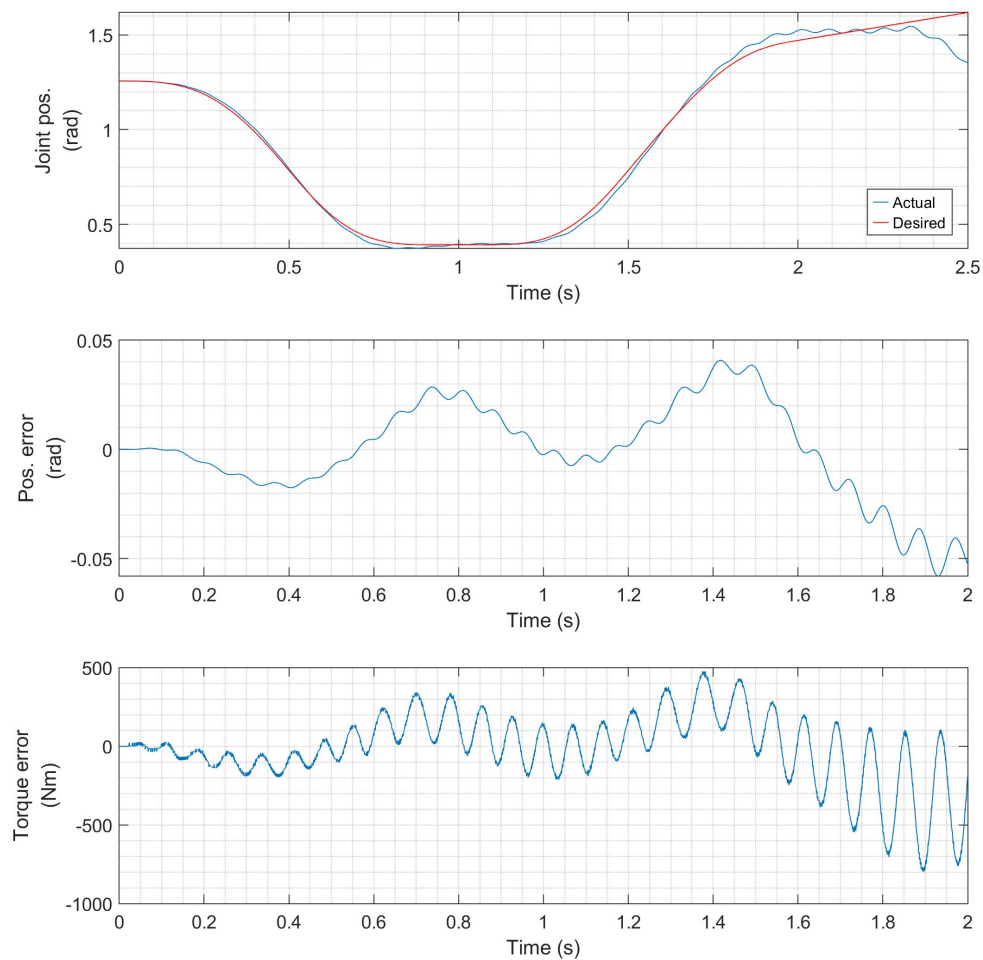 1.5
1
0.5
Joint pos.
(rad)
Actual
Desired
0 0.5 1 1.5 2 2.5
Time (s)
0.05
0
-0.05
Pos. error
(rad)
0 0.2 0.4 0.6 0.8 1 1.2 1.4 1.6 1.8 2
Time (s)
500
0
-500
-1000
Torque error
(Nm)
0 0.2 0.4 0.6 0.8 1 1.2 1.4 1.6 1.8 2
Time (s)